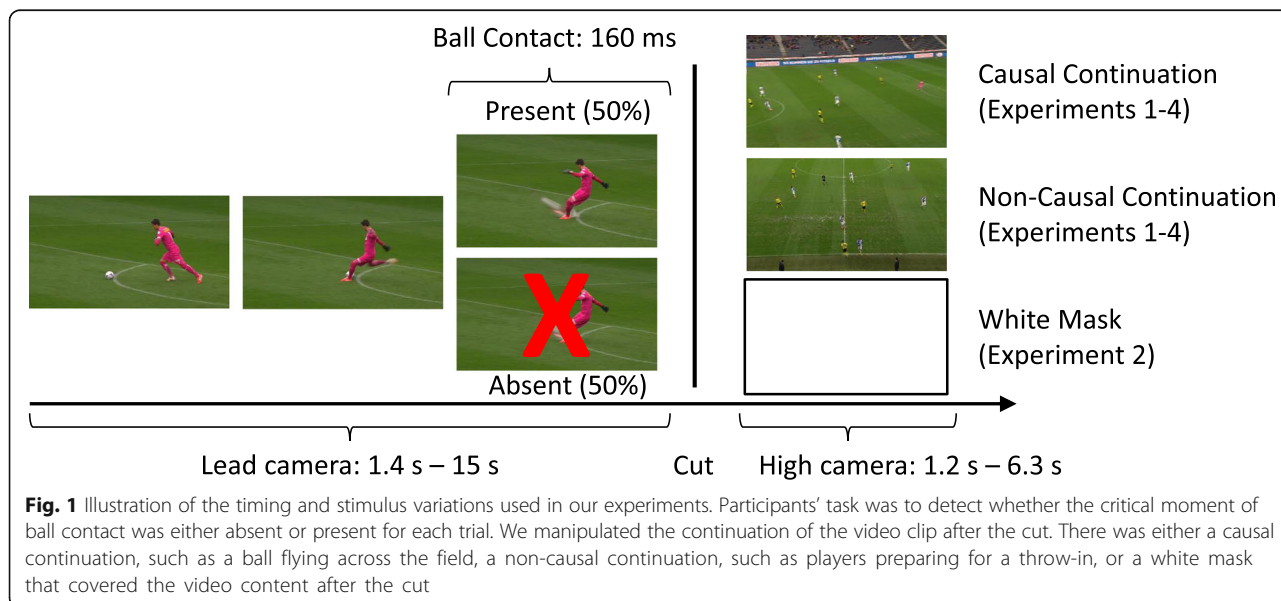 Ball Contact: 160 ms
Present (50%)
Absent (50%)
Causal Continuation
(Experiments 1-4)
Non-Causal Continuation
(Experiments 1-4)
White Mask
(Experiment 2)
Lead camera: 1.4 s – 15 s
Cut
High camera: 1.2 s – 6.3 s
Fig. 1 Illustration of the timing and stimulus variations used in our experiments. Participants’ task was to detect whether the critical moment of
ball contact was either absent or present for each trial. We manipulated the continuation of the video clip after the cut. There was either a causal
continuation, such as a ball flying across the field, a non-causal continuation, such as players preparing for a throw-in, or a white mask
that covered the video content after the cut